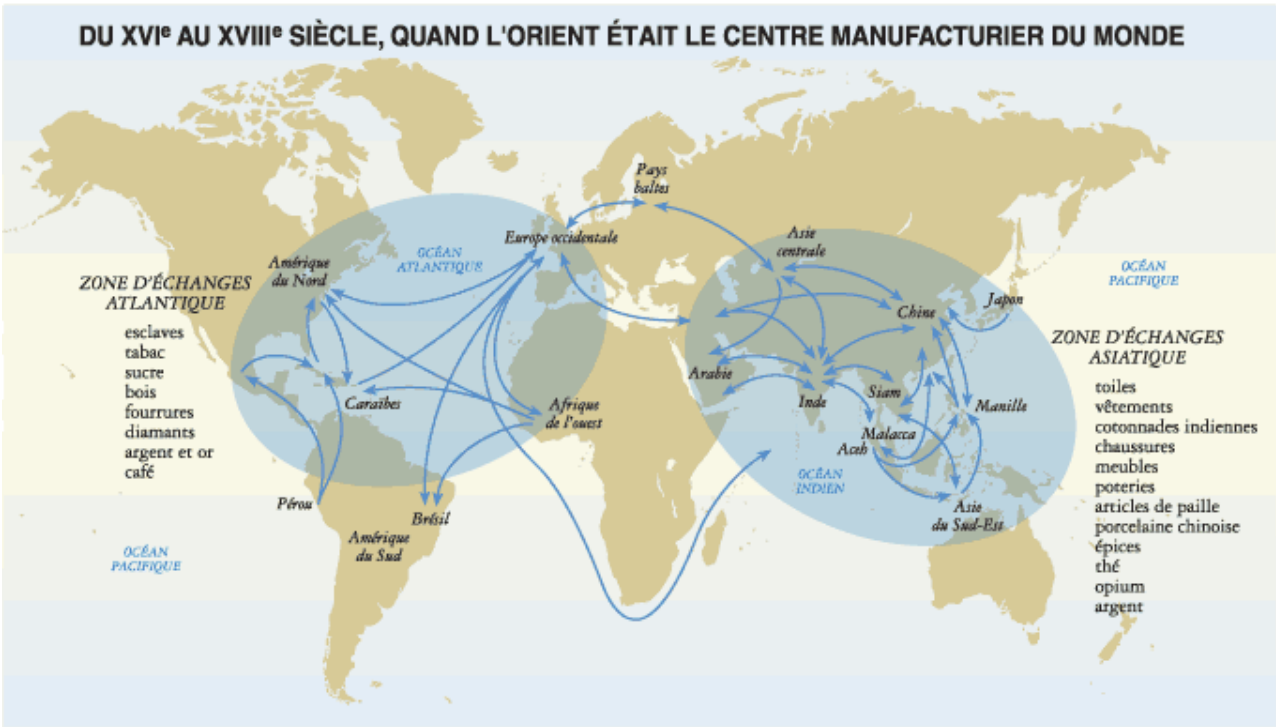 DU XVIe AU XVIIIe SIÈCLE, QUAND L'ORIENT ÉTAIT LE CENTRE MANUFACTURIER DU MONDE
Pays
baltes
Europe occidentale
Asie
centrale
OCÉAN
ATLANTIQUE
Amérique
du Nord
OCÉAN
PACIFIQUE
ZONE D'ÉCHANGES
ATLANTIQUE
esclaves
tabac
sucre
bois
fourrures
diamants
argent et or
café
Chine
Japon
ZONE D'ÉCHANGES
ASIATIQUE
toiles
vêtements
cotonnades indiennes
chaussures
meubles
poteries
articles de paille
porcelaine chinoise
épices
thé
opium
argent
Arabie
Inde
Siam
Manille
Caraïbes
Afrique
de l'ouest
Malacca
Aceh
OCÉAN
INDIEN
Pérou
Brésil
Asie
du Sud-Est
Amérique
du Sud
OCÉAN
PACIFIQUE